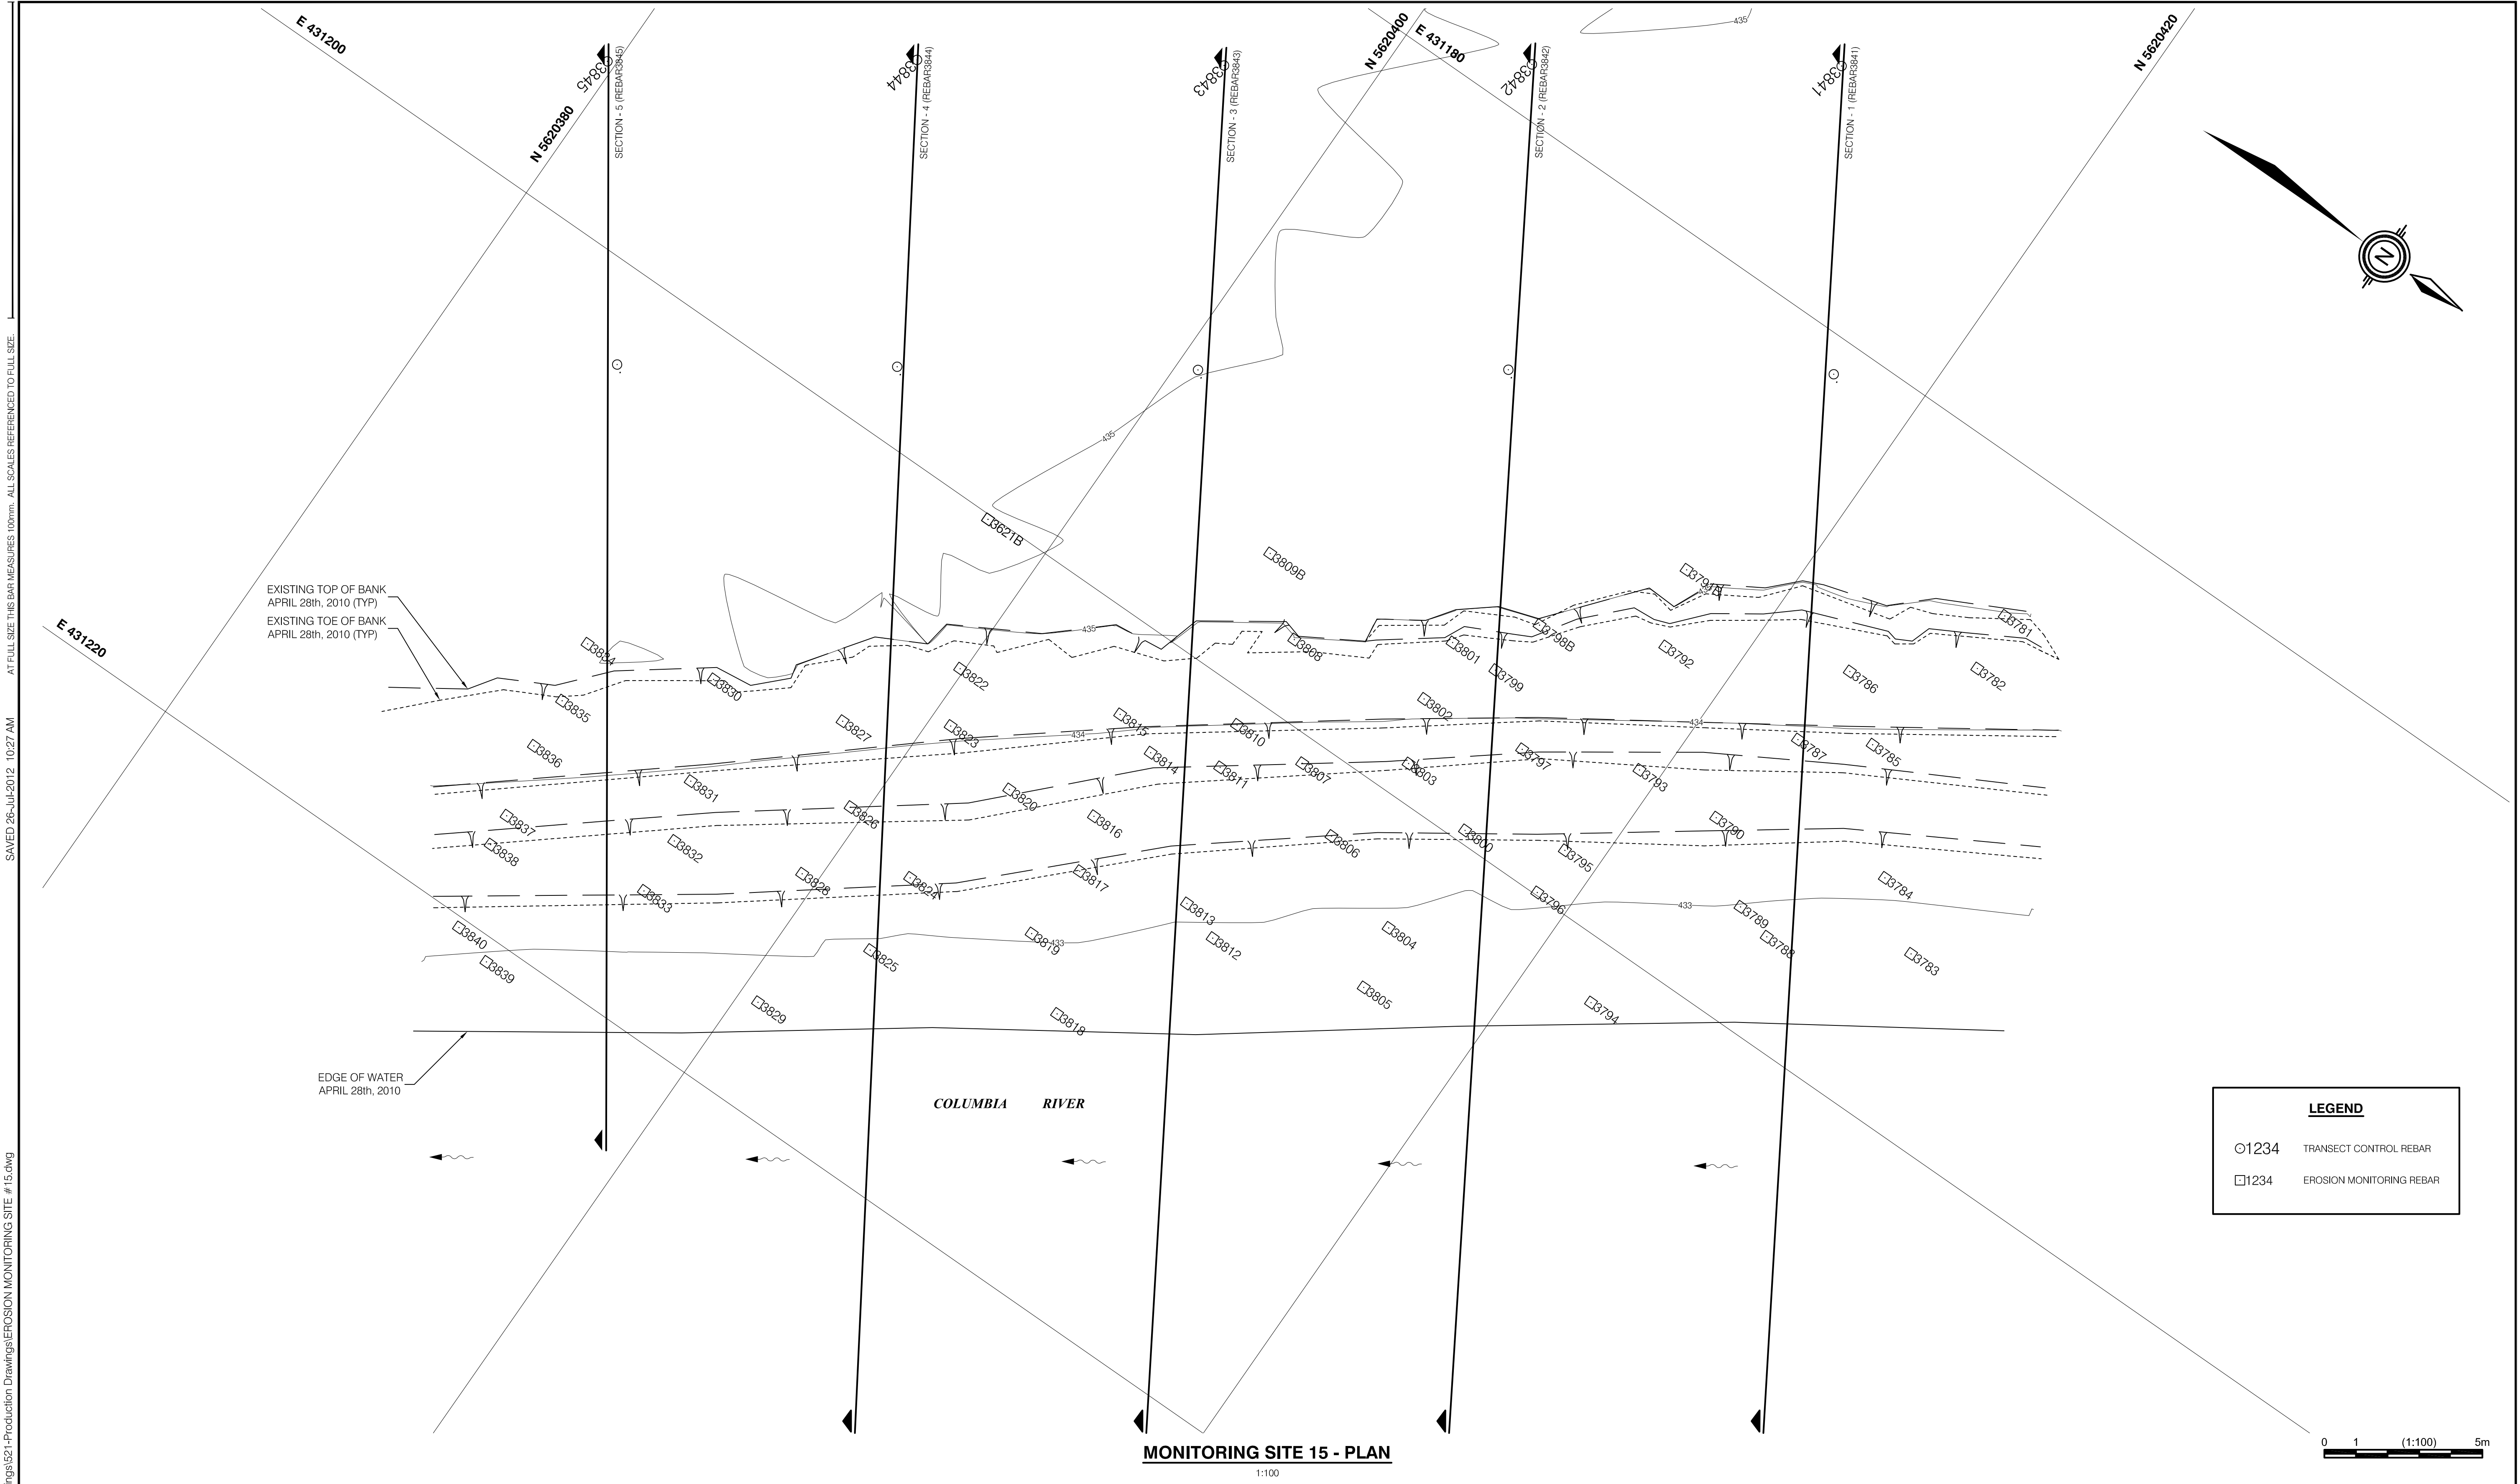 E 431200
N 5620380
3845
SECTION - 5 (REBAR3845)
3844
SECTION - 4 (REBAR3844)
3843
SECTION - 3 (REBAR3843)
N 5620400
E 431180
3842
SECTION - 2 (REBAR3842)
435
3841
SECTION - 1 (REBAR3841)
N 5620420
N
435
3621B
3809B
EXISTING TOP OF BANK
APRIL 28th, 2010 (TYP)
EXISTING TOE OF BANK
APRIL 28th, 2010 (TYP)
E 431220
3834
3830
3835
3836
3822
3827
3823
435
3808
3801
3798B
3799
3792
3781
3786
3782
3802
3815
3810
434
434
3787
3785
3831
3814
3811
3807
3803
3797
3793
3837
3826
3820
3816
3790
3838
3832
3806
3800
3795
3828
3824
3817
3784
3833
3813
3796
433
3789
3840
3819
433
3812
3804
3788
3839
3825
3783
3829
3818
3805
3794
EDGE OF WATER
APRIL 28th, 2010
COLUMBIA RIVER
LEGEND
1234 TRANSECT CONTROL REBAR
1234 EROSION MONITORING REBAR
MONITORING SITE 15 - PLAN
1:100
0 1 (1:100) 5m
AT FULL SIZE THIS BAR MEASURES 100mm. ALL SCALES REFERENCED TO FULL SIZE.
SAVED 26-Jul-2012 10:27 AM
ngs\521-Production Drawings\EROSION MONITORING SITE #15.dwg